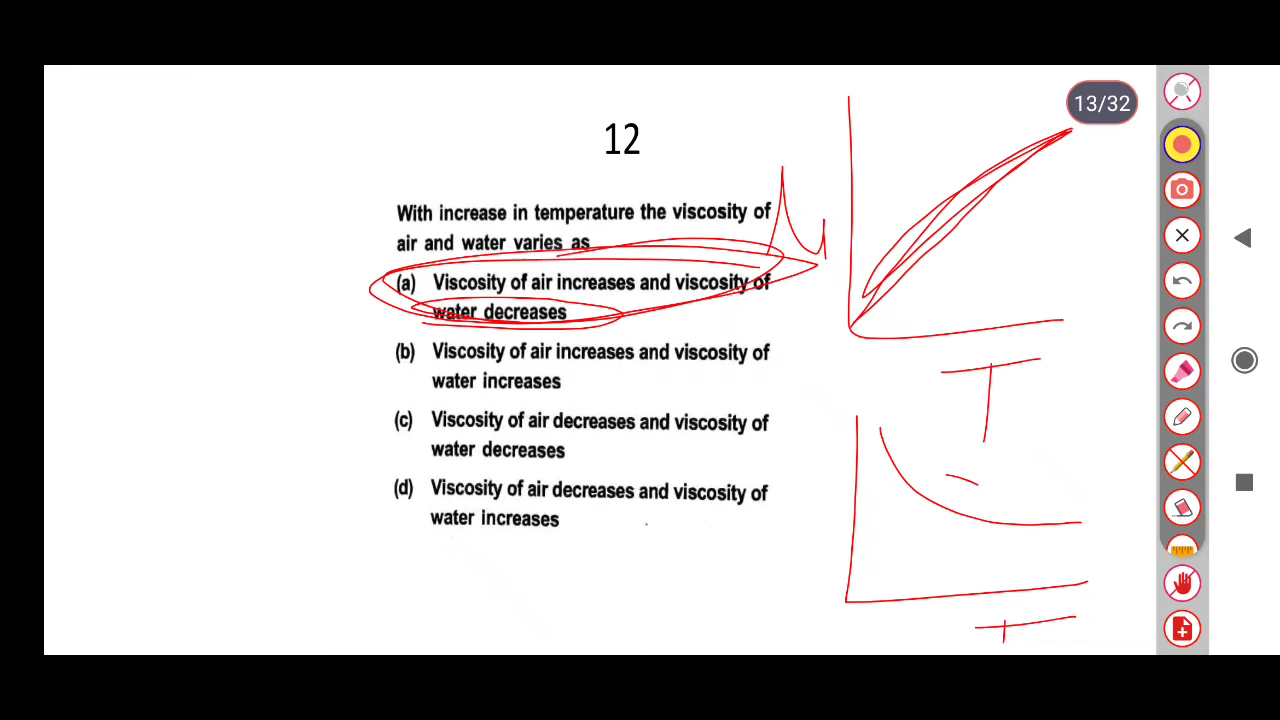 13/32
12
With increase in temperature the viscosity of
air and water varies as
(a) Viscosity of air increases and viscosity of
water decreases
(b) Viscosity of air increases and viscosity of
water increases
(c) Viscosity of air decreases and viscosity of
water decreases
(d) Viscosity of air decreases and viscosity of
water increases
μ
T
T